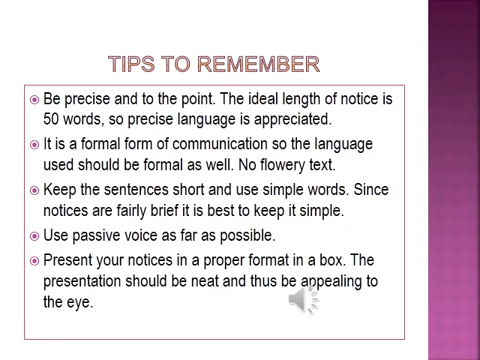 TIPS TO REMEMBER
Be precise and to the point. The ideal length of notice is
50 words, so precise language is appreciated.
It is a formal form of communication so the language
used should be formal as well. No flowery text.
Keep the sentences short and use simple words. Since
notices are fairly brief it is best to keep it simple.
Use passive voice as far as possible.
Present your notices in a proper format in a box. The
presentation should be neat and thus be appealing to
the eye.